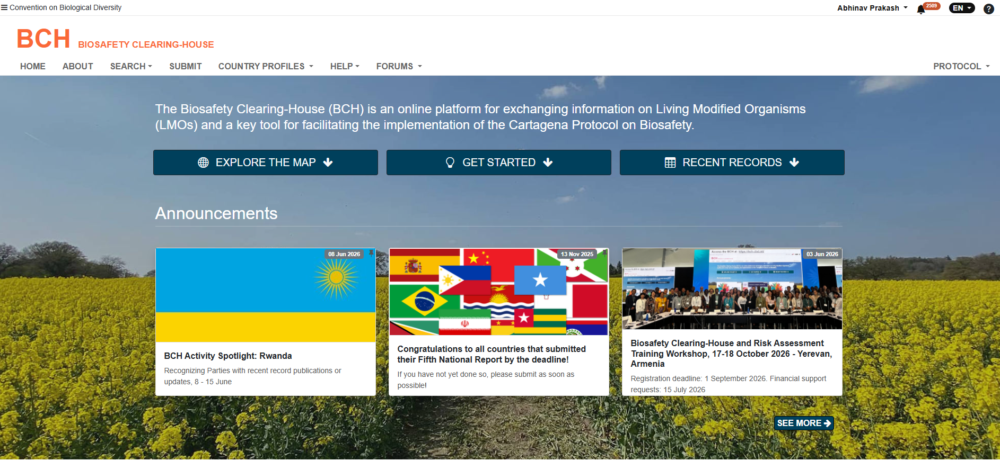 Convention on Biological Diversity
Abhinav Prakash
2509
EN
?
BCH BIOSAFETY CLEARING-HOUSE
HOME
ABOUT
SEARCH
SUBMIT
COUNTRY PROFILES
HELP
FORUMS
PROTOCOL
The Biosafety Clearing-House (BCH) is an online platform for exchanging information on Living Modified Organisms
(LMOs) and a key tool for facilitating the implementation of the Cartagena Protocol on Biosafety.
EXPLORE THE MAP
GET STARTED
RECENT RECORDS
Announcements
08 Jun 2026
BCH Activity Spotlight: Rwanda
Recognizing Parties with recent record publications or
updates, 8 - 15 June
13 Nov 2025
Congratulations to all countries that submitted
their Fifth National Report by the deadline!
If you have not yet done so, please submit as soon as
possible!
03 Jun 2026
Biosafety Clearing-House and Risk Assessment
Training Workshop, 17-18 October 2026 - Yerevan,
Armenia
Registration deadline: 1 September 2026. Financial support
requests: 15 July 2026
SEE MORE